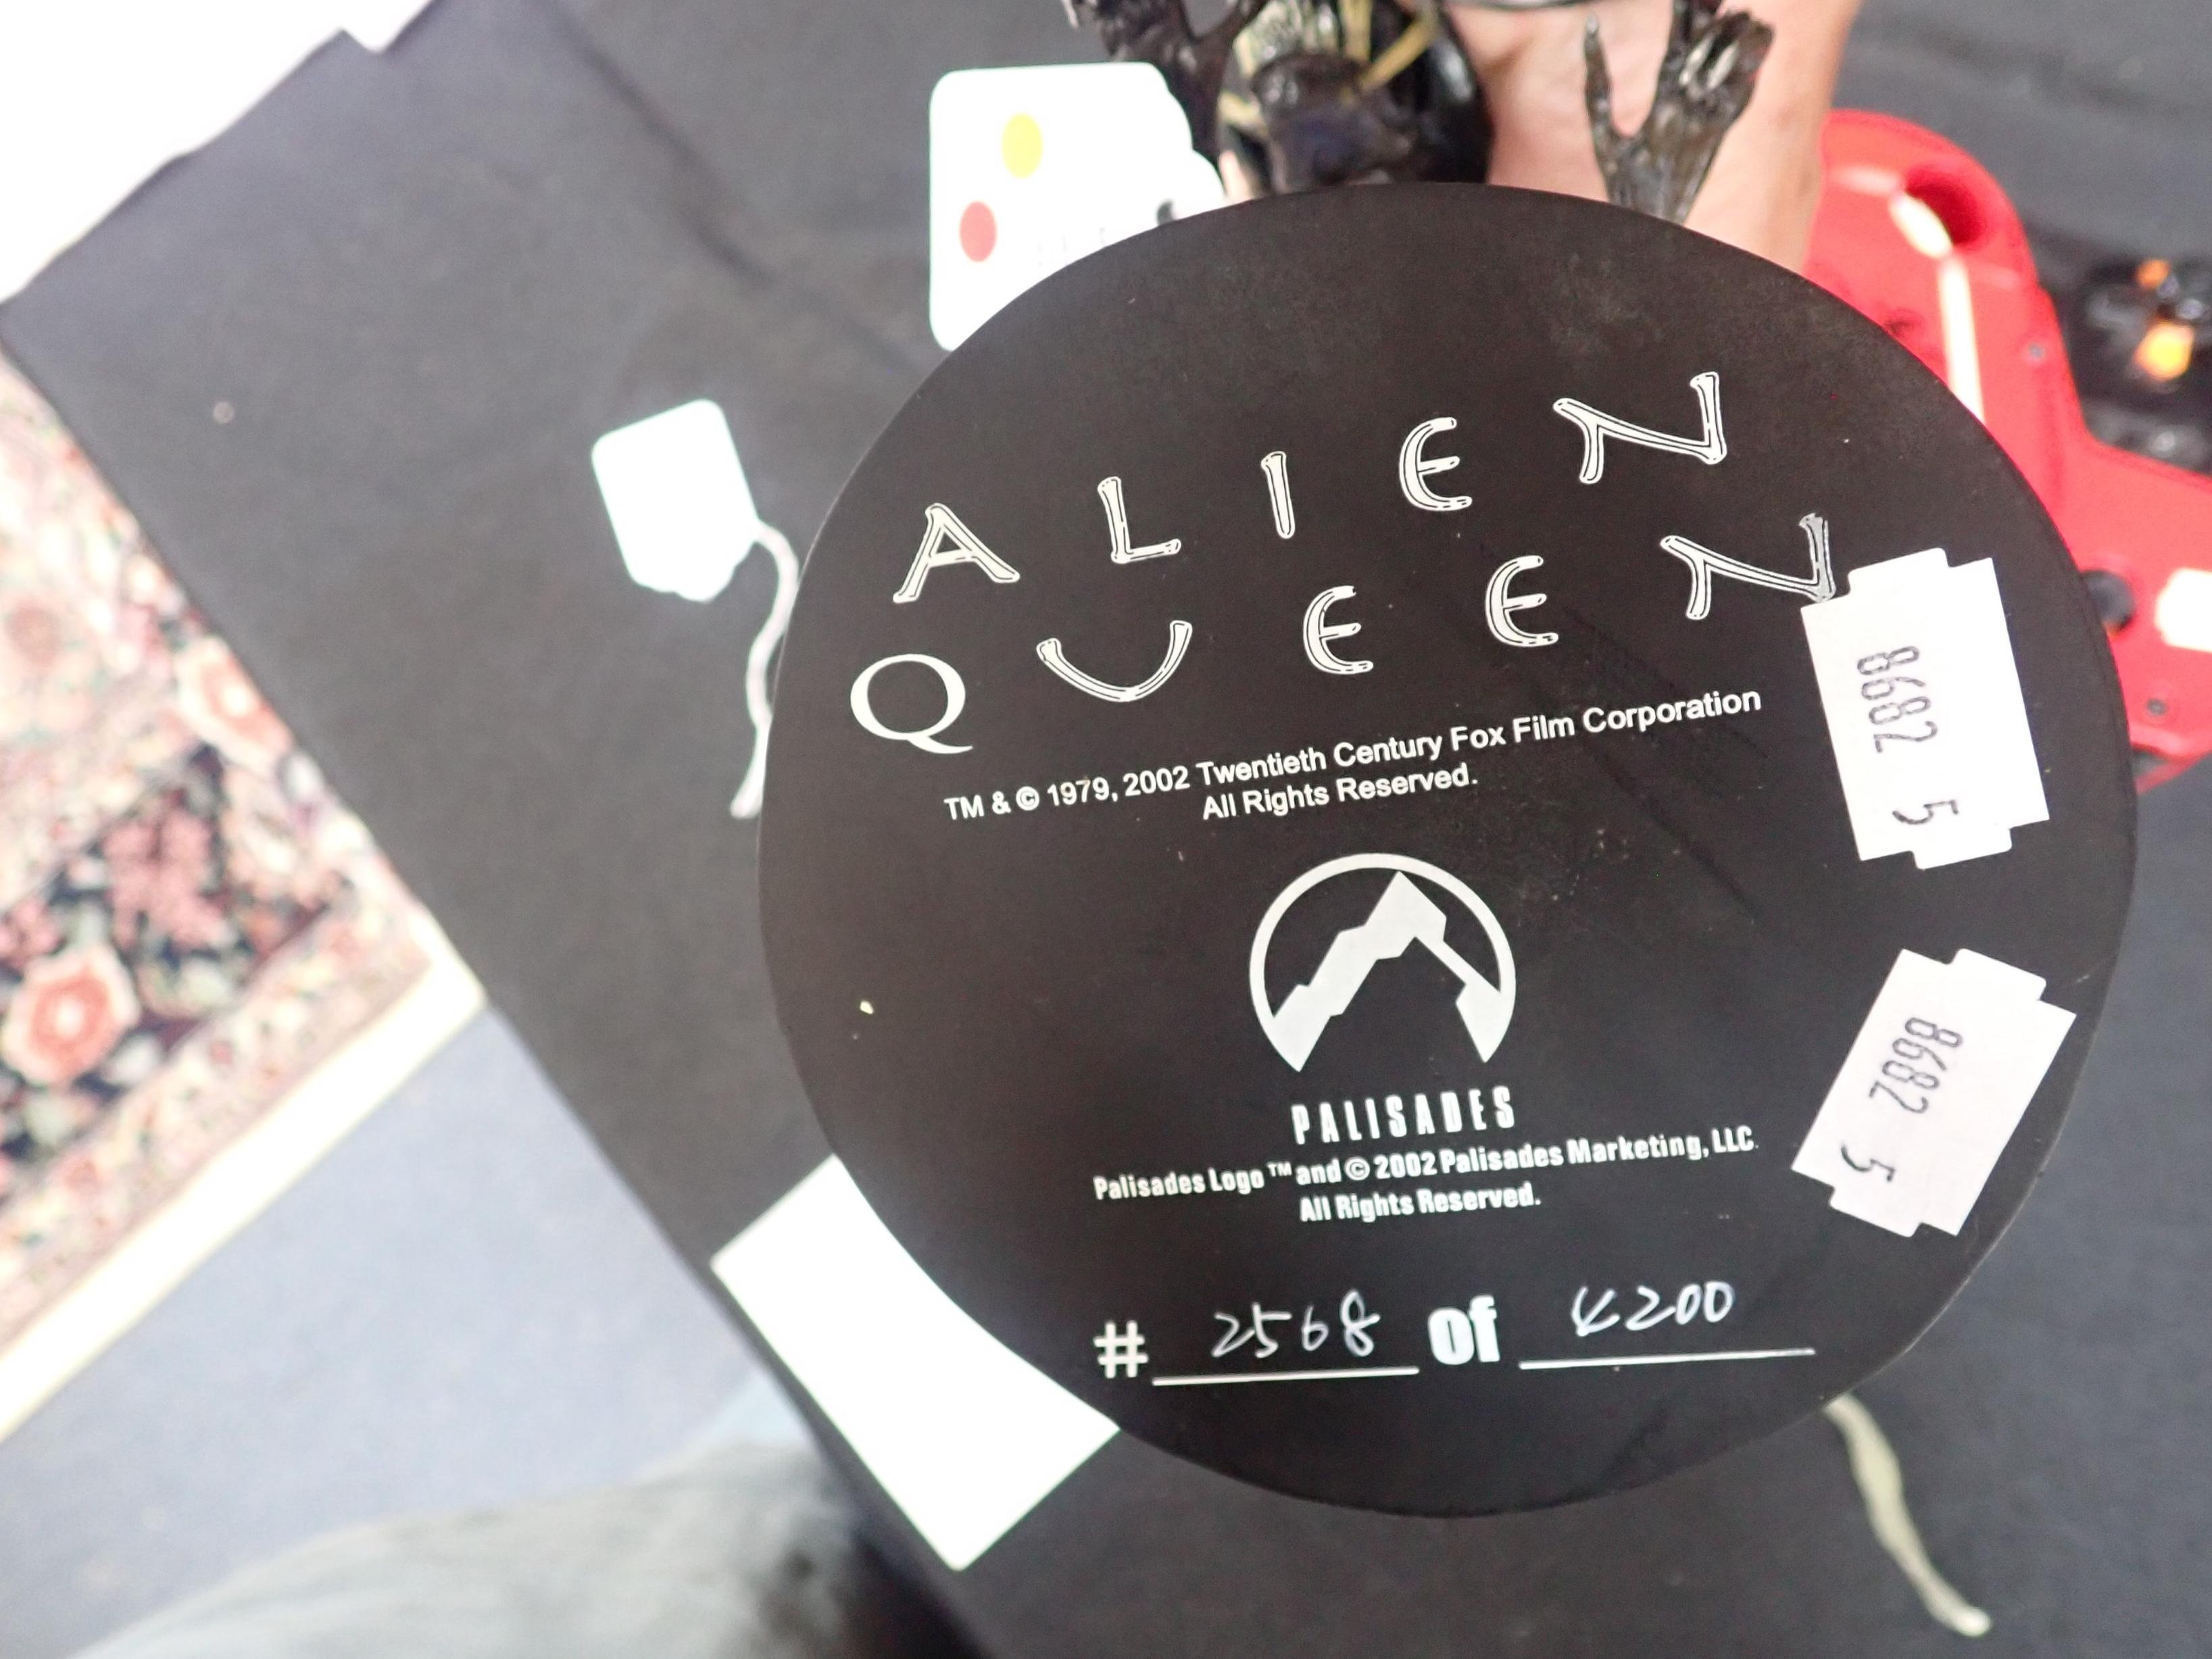 ALIEN
QUEEN
TM & © 1979, 2002 Twentieth Century Fox Film Corporation
All Rights Reserved.
PALISADES
Palisades Logo ™ and © 2002 Palisades Marketing, LLC.
All Rights Reserved.
# 2568 of 4200
8682 5
8682 5